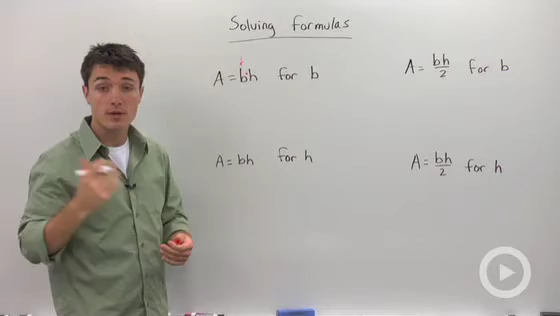 Solving Formulas
A = bh for b
A = bh/2 for b
A = bh for h
A = bh/2 for h